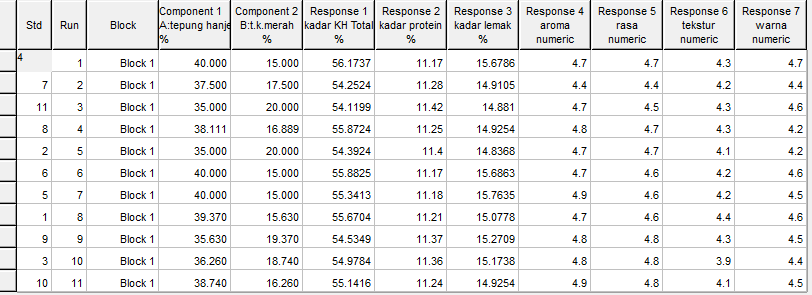 Std Run Block Component 1 A:tepung hanje % Component 2 B:t.k.merah % Response 1 kadar KH Total % Response 2 kadar protein % Response 3 kadar lemak % Response 4 aroma numeric Response 5 rasa numeric Response 6 tekstur numeric Response 7 warna numeric
4 1 Block 1 40.000 15.000 56.1737 11.17 15.6786 4.7 4.7 4.3 4.7
7 2 Block 1 37.500 17.500 54.2524 11.28 14.9105 4.4 4.4 4.2 4.4
11 3 Block 1 35.000 20.000 54.1199 11.42 14.881 4.7 4.5 4.3 4.6
8 4 Block 1 38.111 16.889 55.8724 11.25 14.9254 4.8 4.7 4.3 4.2
2 5 Block 1 35.000 20.000 54.3924 11.4 14.8368 4.7 4.7 4.1 4.2
6 6 Block 1 40.000 15.000 55.8825 11.17 15.6863 4.7 4.6 4.2 4.6
5 7 Block 1 40.000 15.000 55.3413 11.18 15.7635 4.9 4.6 4.2 4.5
1 8 Block 1 39.370 15.630 55.6704 11.21 15.0778 4.7 4.6 4.4 4.6
9 9 Block 1 35.630 19.370 54.5349 11.37 15.2709 4.8 4.8 4.3 4.5
3 10 Block 1 36.260 18.740 54.9784 11.36 15.1738 4.8 4.8 3.9 4.4
10 11 Block 1 38.740 16.260 55.1416 11.24 14.9254 4.9 4.8 4.1 4.5